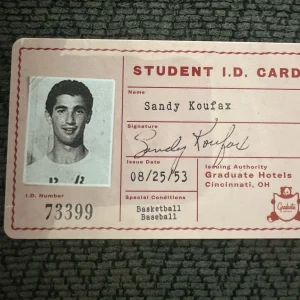 STUDENT I.D. CARD
Name
Sandy Koufax
Signature
Sandy Koufax
Issue Date
08/25/53
Issuing Authority
Graduate Hotels
Cincinnati, OH
I.D. Number
73399
Special Conditions
Basketball
Baseball
Graduate